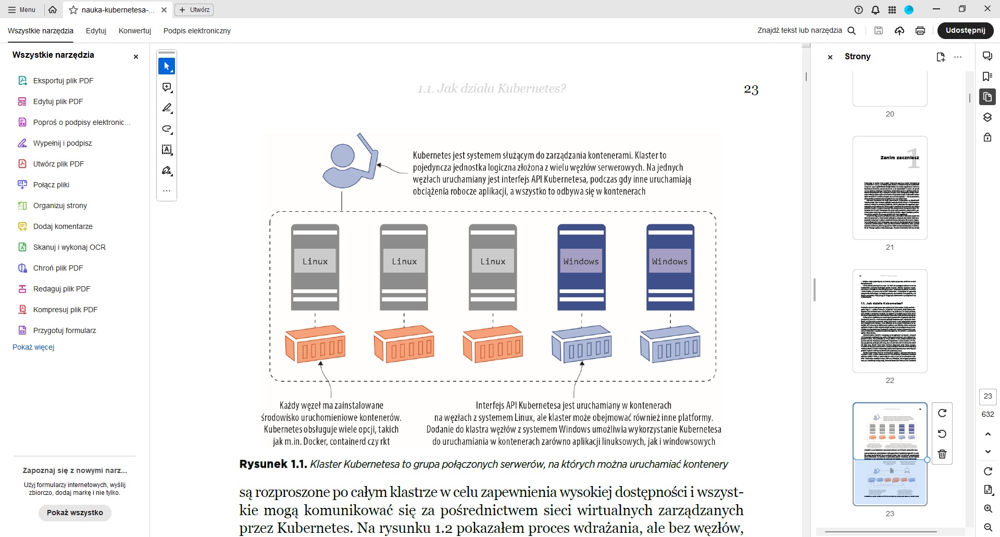 Menu
nauka-kubernetesa-...
Utwórz
Wszystkie narzędzia
Edytuj
Konwertuj
Podpis elektroniczny
Znajdź tekst lub narzędzia
Udostępnij
Wszystkie narzędzia
Eksportuj plik PDF
Edytuj plik PDF
Poproś o podpisy elektronic...
Wypełnij i podpisz
Utwórz plik PDF
Połącz pliki
Organizuj strony
Dodaj komentarze
Skanuj i wykonaj OCR
Chroń plik PDF
Redaguj plik PDF
Kompresuj plik PDF
Przygotuj formularz
Pokaż więcej
Zapoznaj się z nowymi narz...
Użyj formularzy internetowych, wyślij
zbiorczo, dodaj markę i nie tylko.
Pokaż wszystko
1.1. Jak działa Kubernetes?
23
Kubernetes jest systemem służącym do zarządzania kontenerami. Klaster to
pojedyncza jednostka logiczna złożona z wielu węzłów serwerowych. Na jednych
węzłach uruchamiany jest interfejs API Kubernetesa, podczas gdy inne uruchamiają
obciążenia robocze aplikacji, a wszystko to odbywa się w kontenerach
Linux
Linux
Linux
Windows
Windows
Każdy węzeł ma zainstalowane
środowisko uruchomieniowe kontenerów.
Kubernetes obsługuje wiele opcji, takich
jak m.in. Docker, containerd czy rkt
Interfejs API Kubernetesa jest uruchamiany w kontenerach
na węzłach z systemem Linux, ale klaster może obejmować również inne platformy.
Dodanie do klastra węzłów z systemem Windows umożliwia wykorzystanie Kubernetesa
do uruchamiania w kontenerach zarówno aplikacji linuksowych, jak i windowsowych
Rysunek 1.1. Klaster Kubernetesa to grupa połączonych serwerów, na których można uruchamiać kontenery
są rozproszone po całym klastrze w celu zapewnienia wysokiej dostępności i wszyst-
kie mogą komunikować się za pośrednictwem sieci wirtualnych zarządzanych
przez Kubernetes. Na rysunku 1.2 pokazałem proces wdrażania, ale bez węzłów,
Strony
20
1
Zanim zaczniesz
21
1.1. Jak działa Kubernetes?
22
23
23
632